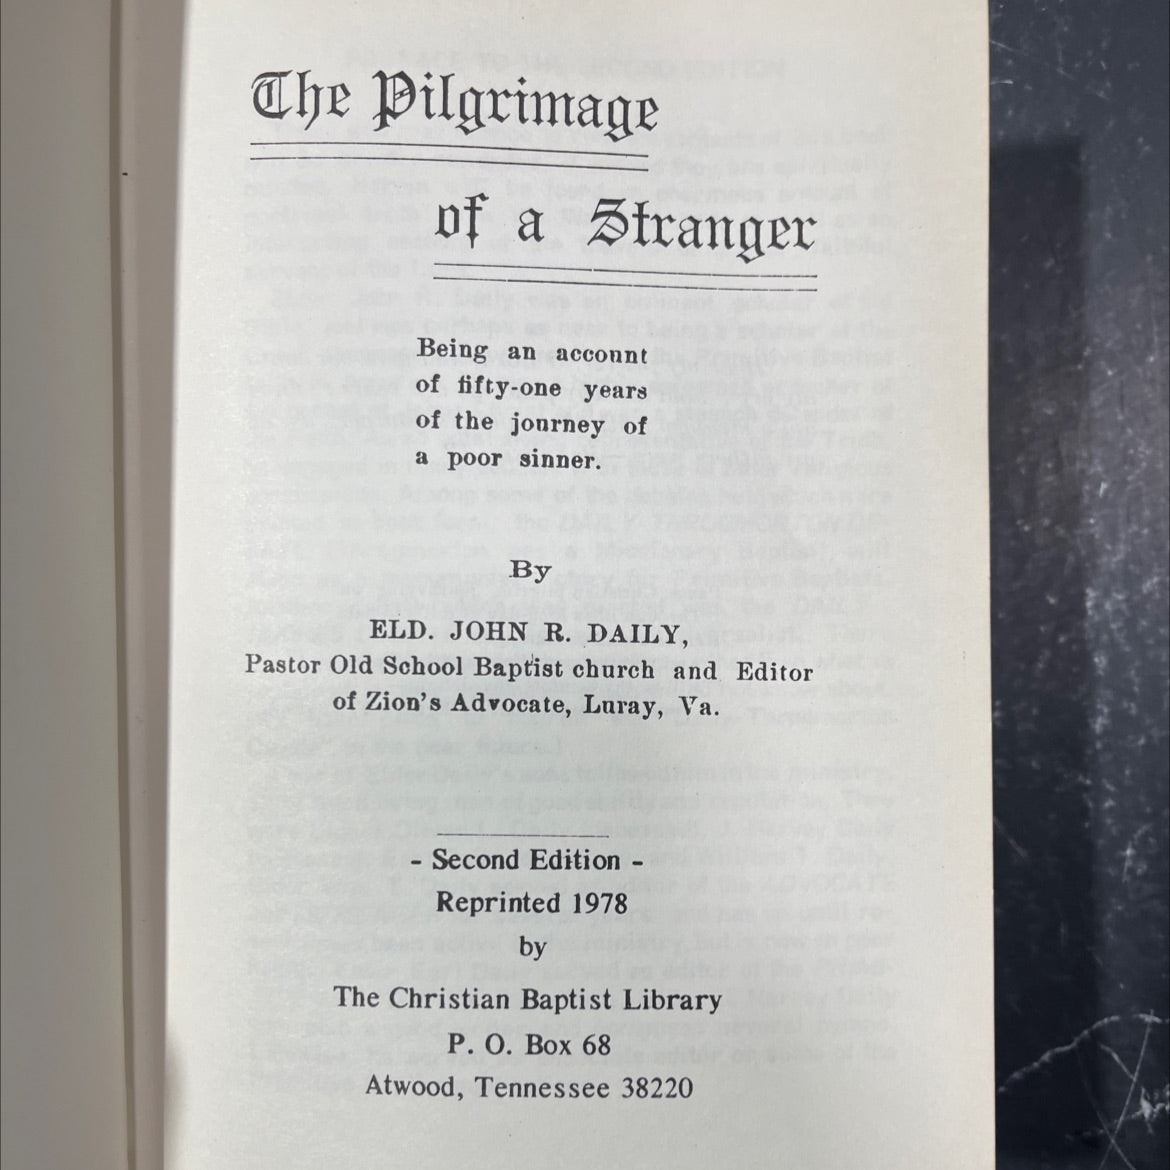 The Pilgrimage
of a Stranger
Being an account
of fifty-one years
of the journey of
a poor sinner.
By
ELD. JOHN R. DAILY,
Pastor Old School Baptist church and Editor
of Zion's Advocate, Luray, Va.
- Second Edition -
Reprinted 1978
by
The Christian Baptist Library
P. O. Box 68
Atwood, Tennessee 38220